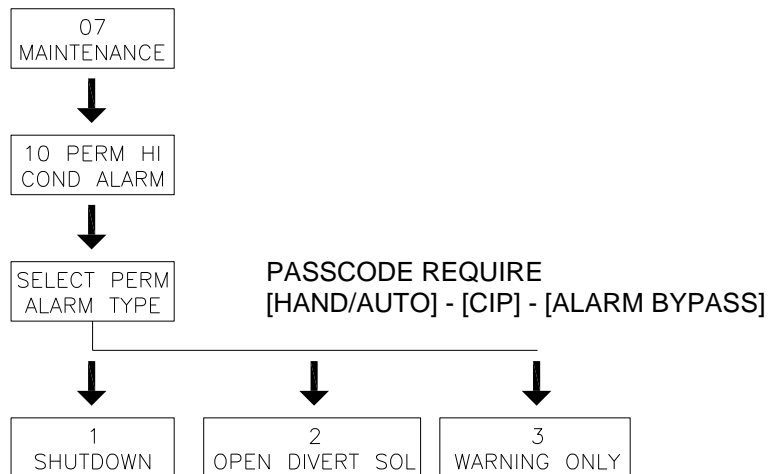 07
MAINTENANCE
10 PERM HI
COND ALARM
SELECT PERM
ALARM TYPE
PASSCODE REQUIRE
[HAND/AUTO] - [CIP] - [ALARM BYPASS]
1
SHUTDOWN
2
OPEN DIVERT SOL
3
WARNING ONLY